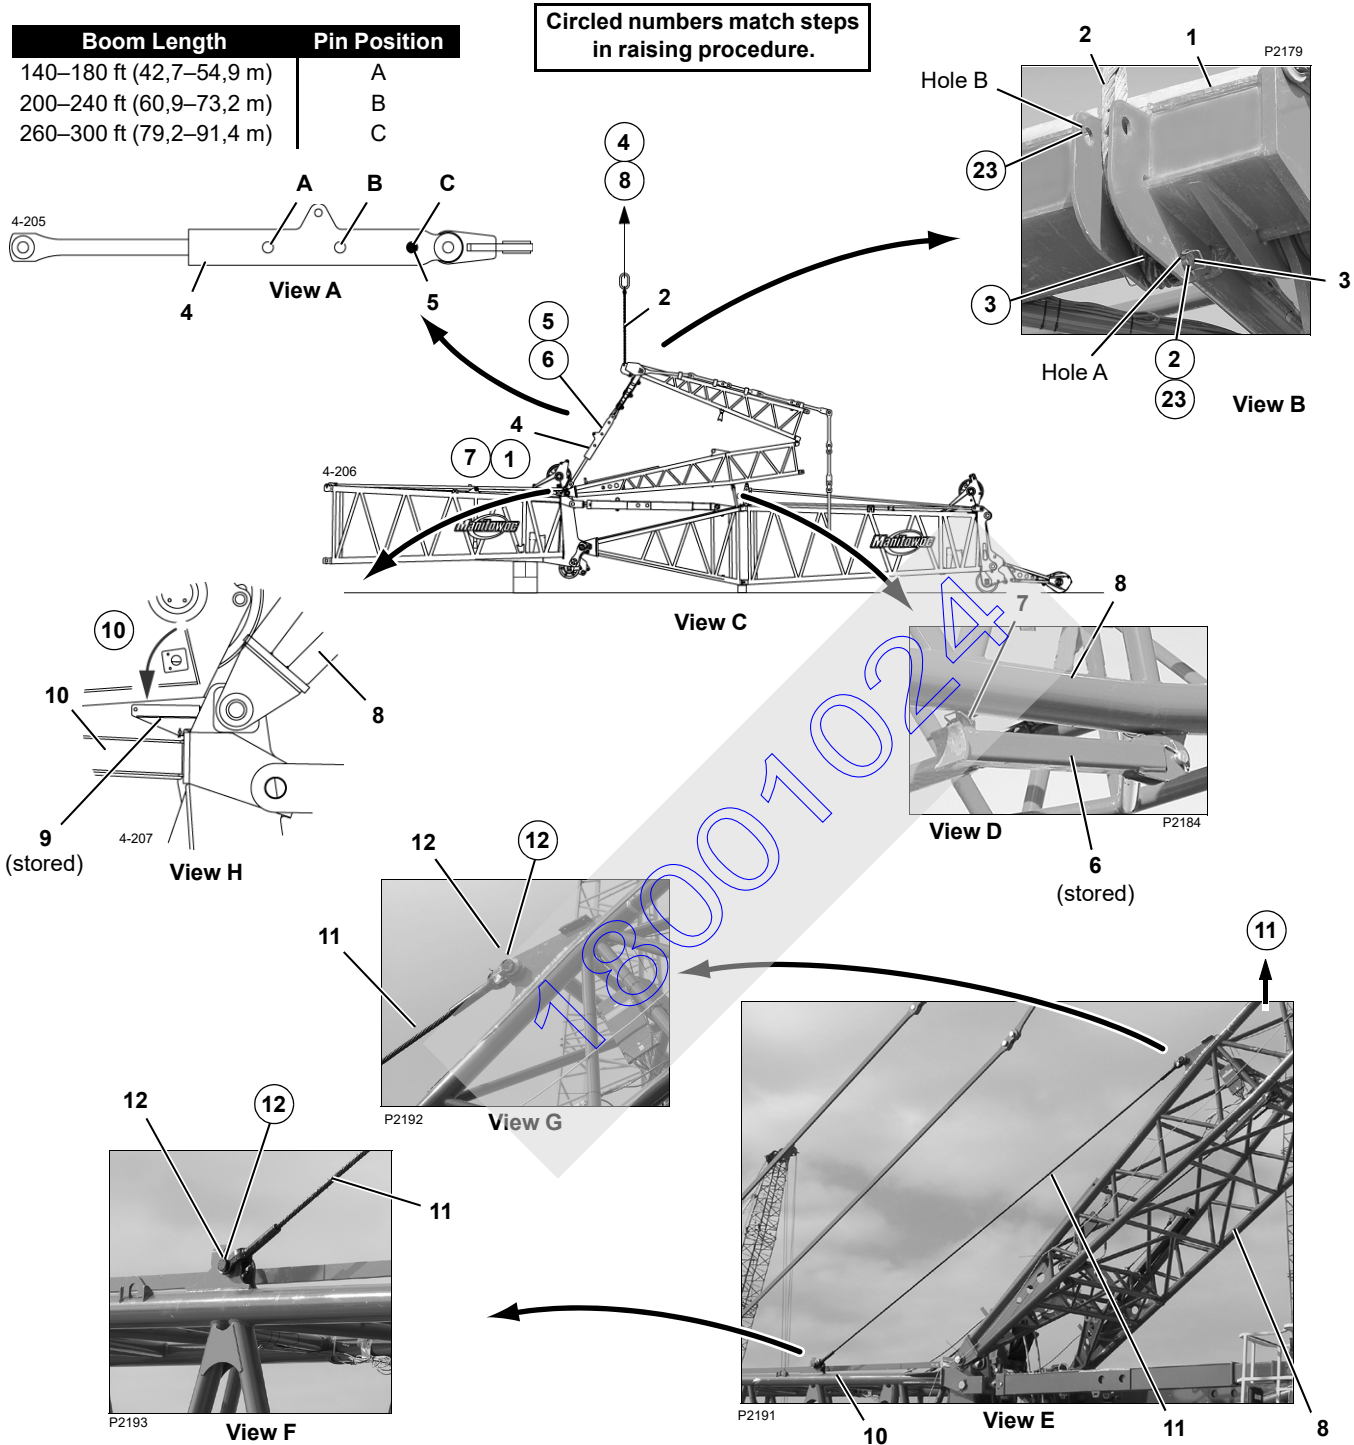 Circled numbers match steps
in raising procedure.
Boom Length Pin Position
140–180 ft (42,7–54,9 m) A
200–240 ft (60,9–73,2 m) B
260–300 ft (79,2–91,4 m) C
A B C
4-205
4
View A
5
4
8
2
5
6
4
7 1
4-206
Manitowoc
Manitowoc
View C
2 1
P2179
Hole B
23
3
3
Hole A
2
23
View B
10
10
8
9
(stored)
4-207
View H
7
8
View D
P2184
6
(stored)
12 12
11
P2192
View G
11
12 12
11
P2193
View F
P2191
10
View E
11
8
18001024